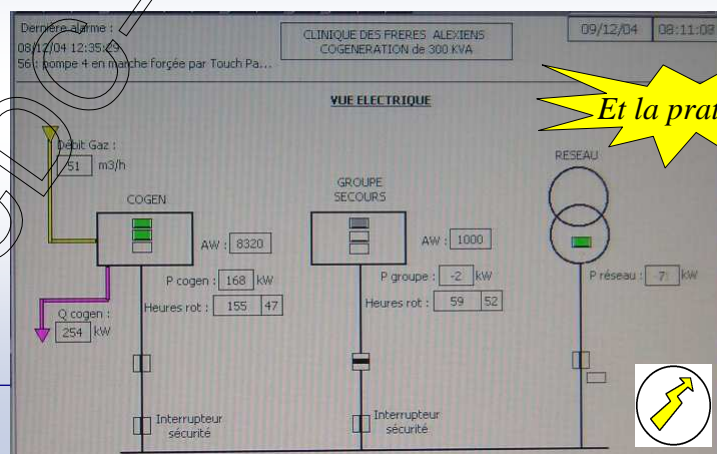 Dernière alarme :
08/12/04 12:35:29
56 : pompe 4 en marche forçée par Touch Pa...
CLINIQUE DES FRERES ALEXIENS
COGENERATION de 300 KVA
09/12/04 08:11:08
VUE ELECTRIQUE
Et la prat
Débit Gaz :
51 m3/h
COGEN
AW : 8320
P cogen : 168 kW
Heures rot : 155 47
Q cogen :
254 kW
Interrupteur
sécurité
GROUPE
SECOURS
AW : 1000
P groupe : -2 kW
Heures rot : 59 52
Interrupteur
sécurité
RESEAU
P réseau : kW